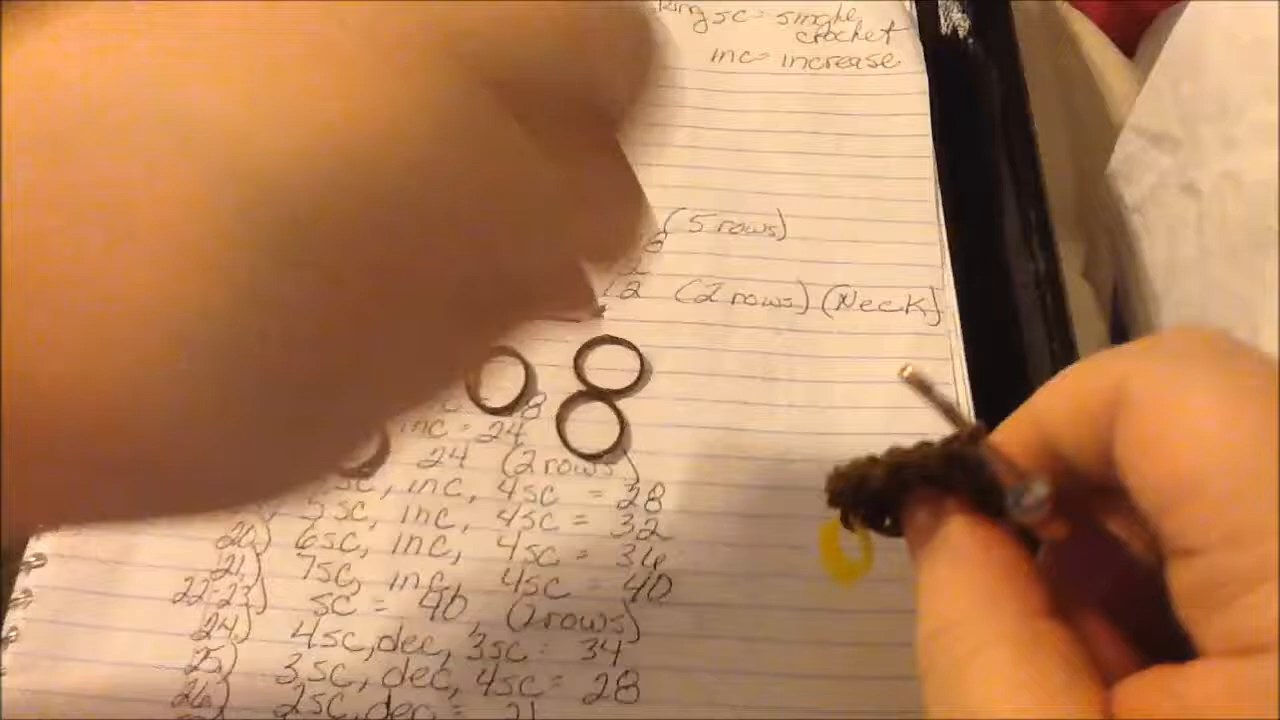 sc = single
crochet
inc = increase
(5 rows)
12 (2 rows) (Neck)
18
inc = 24
24 (2 rows)
sc, inc, 4sc = 28
5sc, inc, 4sc = 32
20) 6sc, inc, 4sc = 36
21) 7sc, inc, 4sc = 40
22-23) sc = 40 (2 rows)
24) 4sc, dec, 3sc = 34
25) 3sc, dec, 4sc = 28
26) 2sc, dec = 21